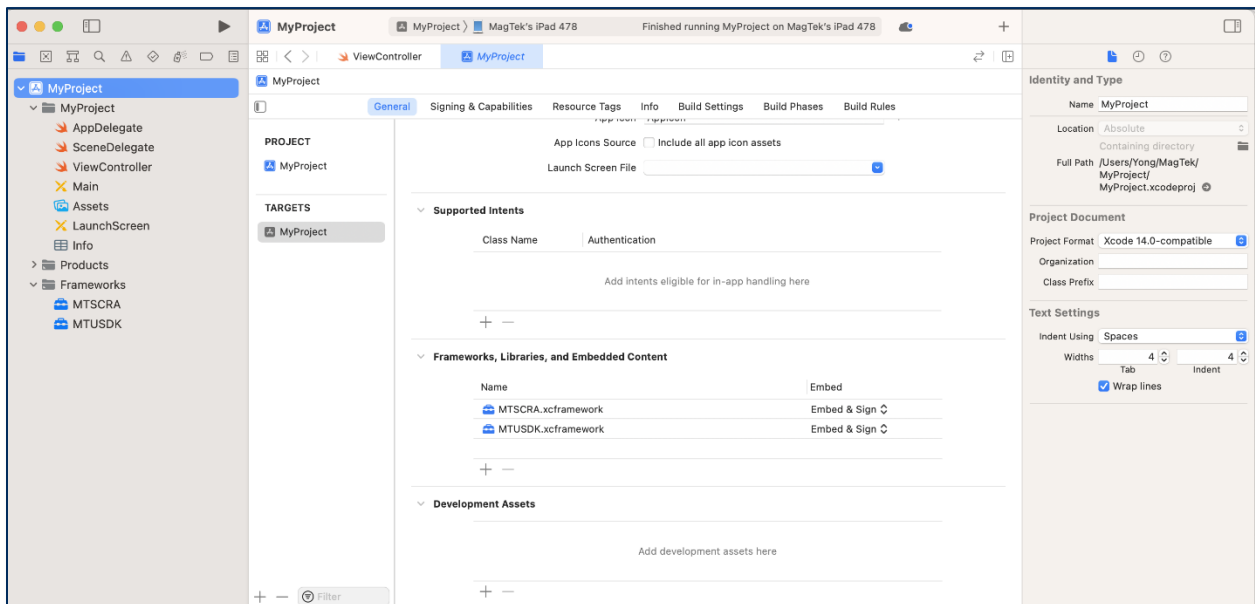 MyProject
MyProject
MagTek's iPad 478
Finished running MyProject on MagTek's iPad 478
ViewController
MyProject
MyProject
MyProject
MyProject
AppDelegate
SceneDelegate
ViewController
Main
Assets
LaunchScreen
Info
Products
Frameworks
MTSCRA
MTUSDK
General
Signing & Capabilities
Resource Tags
Info
Build Settings
Build Phases
Build Rules
PROJECT
MyProject
TARGETS
MyProject
Filter
App Icon AppIcon
App Icons Source Include all app icon assets
Launch Screen File
Supported Intents
Class Name Authentication
Add intents eligible for in-app handling here
Frameworks, Libraries, and Embedded Content
Name Embed
MTSCRA.xcframework Embed & Sign
MTUSDK.xcframework Embed & Sign
Development Assets
Add development assets here
Identity and Type
Name MyProject
Location Absolute
Containing directory
Full Path /Users/Yong/MagTek/
MyProject/
MyProject.xcodeproj
Project Document
Project Format Xcode 14.0-compatible
Organization
Class Prefix
Text Settings
Indent Using Spaces
Widths 4 4
Tab Indent
Wrap lines